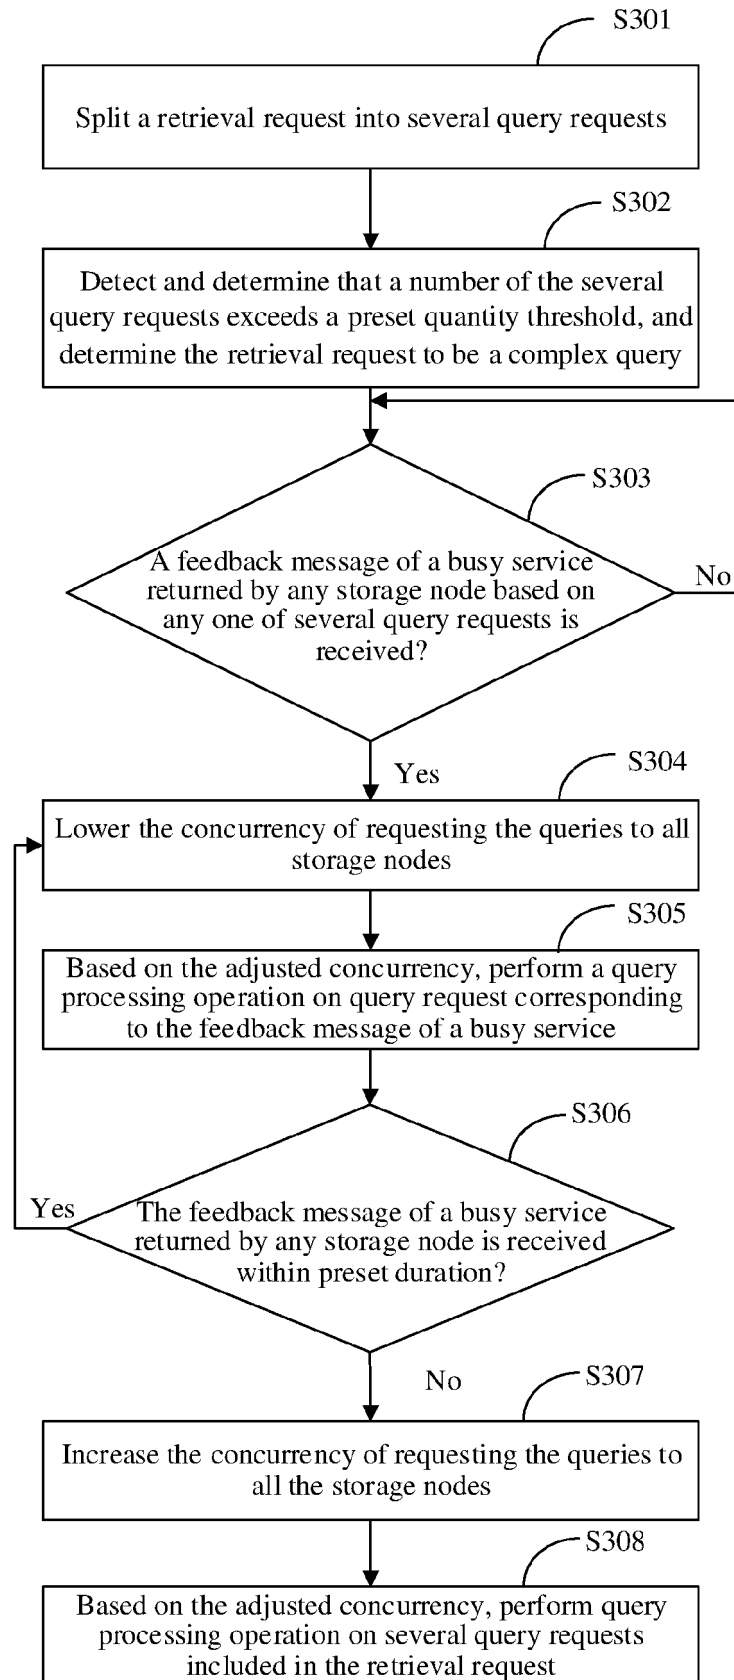 S301
Split a retrieval request into several query requests
S302
Detect and determine that a number of the several
query requests exceeds a preset quantity threshold, and
determine the retrieval request to be a complex query
S303
A feedback message of a busy service
returned by any storage node based on
any one of several query requests is
received?
No
Yes
S304
Lower the concurrency of requesting the queries to all
storage nodes
S305
Based on the adjusted concurrency, perform a query
processing operation on query request corresponding
to the feedback message of a busy service
S306
Yes
The feedback message of a busy service
returned by any storage node is received
within preset duration?
No
S307
Increase the concurrency of requesting the queries to
all the storage nodes
S308
Based on the adjusted concurrency, perform query
processing operation on several query requests
included in the retrieval request